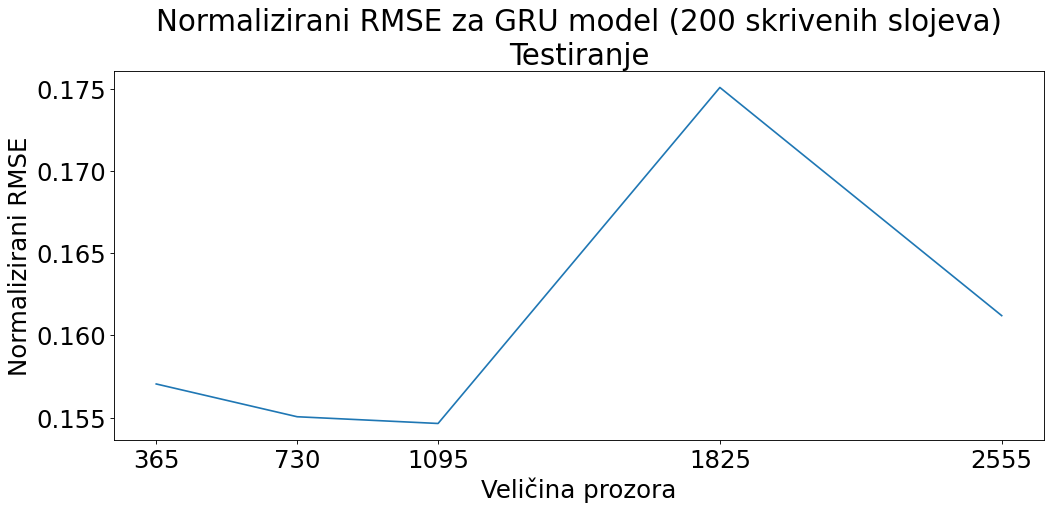 Normalizirani RMSE za GRU model (200 skrivenih slojeva)
Testiranje
Normalizirani RMSE
0.175
0.170
0.165
0.160
0.155
365 730 1095 1825 2555
Veličina prozora